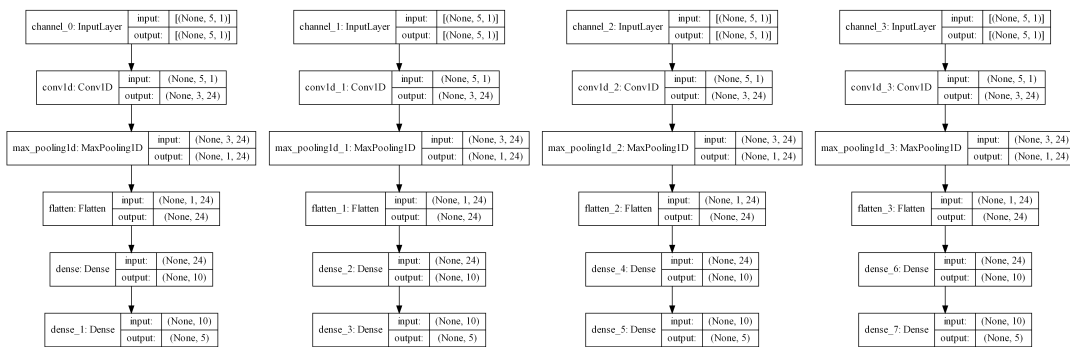 channel_0: InputLayer input: [(None, 5, 1)] output: [(None, 5, 1)]
channel_1: InputLayer input: [(None, 5, 1)] output: [(None, 5, 1)]
channel_2: InputLayer input: [(None, 5, 1)] output: [(None, 5, 1)]
channel_3: InputLayer input: [(None, 5, 1)] output: [(None, 5, 1)]
conv1d: Conv1D input: (None, 5, 1) output: (None, 3, 24)
conv1d_1: Conv1D input: (None, 5, 1) output: (None, 3, 24)
conv1d_2: Conv1D input: (None, 5, 1) output: (None, 3, 24)
conv1d_3: Conv1D input: (None, 5, 1) output: (None, 3, 24)
max_pooling1d: MaxPooling1D input: (None, 3, 24) output: (None, 1, 24)
max_pooling1d_1: MaxPooling1D input: (None, 3, 24) output: (None, 1, 24)
max_pooling1d_2: MaxPooling1D input: (None, 3, 24) output: (None, 1, 24)
max_pooling1d_3: MaxPooling1D input: (None, 3, 24) output: (None, 1, 24)
flatten: Flatten input: (None, 1, 24) output: (None, 24)
flatten_1: Flatten input: (None, 1, 24) output: (None, 24)
flatten_2: Flatten input: (None, 1, 24) output: (None, 24)
flatten_3: Flatten input: (None, 1, 24) output: (None, 24)
dense: Dense input: (None, 24) output: (None, 10)
dense_2: Dense input: (None, 24) output: (None, 10)
dense_4: Dense input: (None, 24) output: (None, 10)
dense_6: Dense input: (None, 24) output: (None, 10)
dense_1: Dense input: (None, 10) output: (None, 5)
dense_3: Dense input: (None, 10) output: (None, 5)
dense_5: Dense input: (None, 10) output: (None, 5)
dense_7: Dense input: (None, 10) output: (None, 5)